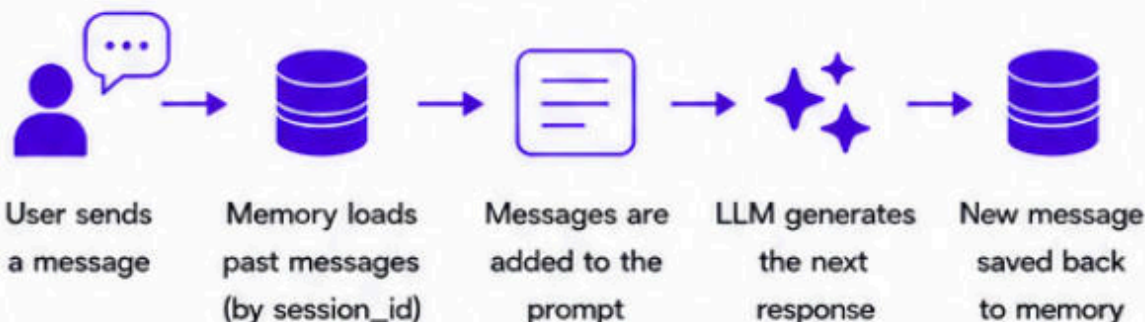 User sends
a message
Memory loads
past messages
(by session_id)
Messages are
added to the
prompt
LLM generates
the next
response
New message
saved back
to memory